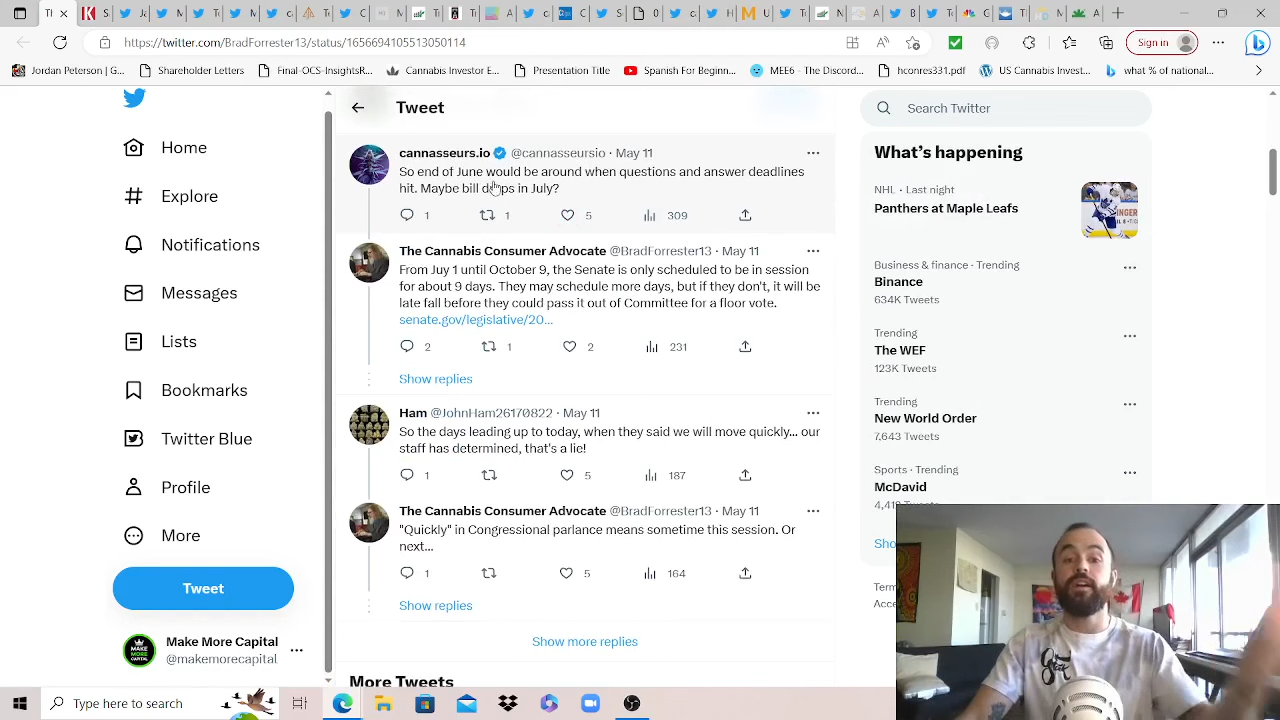 K
S
J
T
C
M
T
A
C
S
0
H
U
T
A
B
T
C
T
M
A
https://twitter.com/BradForrester13/status/1656694105513050114
Sign in
Jordan Peterson | G...
Shareholder Letters
Final-OCS-Insights...
Cannabis Investor ...
Presentation Title
Spanish For Beginn...
MEE6 - Moderation...
hconres331.pdf
US Cannabis Invest...
what % of American...
Home
Explore
Notifications
Messages
Lists
Bookmarks
Twitter Blue
Profile
More
Tweet
Make More Capital
@makemorecapital
Tweet
cannasseurs.io @cannasseursio · May 11
So end of June would be around when questions and answer deadlines
hit. Maybe bill drops in July?
1 1 5 309
The Cannabis Consumer Advocate @BradForrester13 · May 11
From Juy 1 until October 9, the Senate is only scheduled to be in session
for about 9 days. They may schedule more days, but if they don't, it will be
late fall before they could pass it out of Committee for a floor vote.
senate.gov/legislative/20...
2 1 2 231
Show replies
Ham @JohnHam26170822 · May 11
So the days leading up to today, when they said we will move quickly... our
staff has determined, that's a lie!
1 5 187
The Cannabis Consumer Advocate @BradForrester13 · May 11
"Quickly" in Congressional parlance means sometime this session. Or
next...
1 5 164
Show replies
Show more replies
More Tweets
Search Twitter
What's happening
NHL · Last night
Panthers at Maple Leafs
Business & finance · Trending
Binance
634K Tweets
Trending
The WEF
123K Tweets
Trending
New World Order
7,643 Tweets
Sports · Trending
McDavid
Sho
Term
Acce
Type here to search